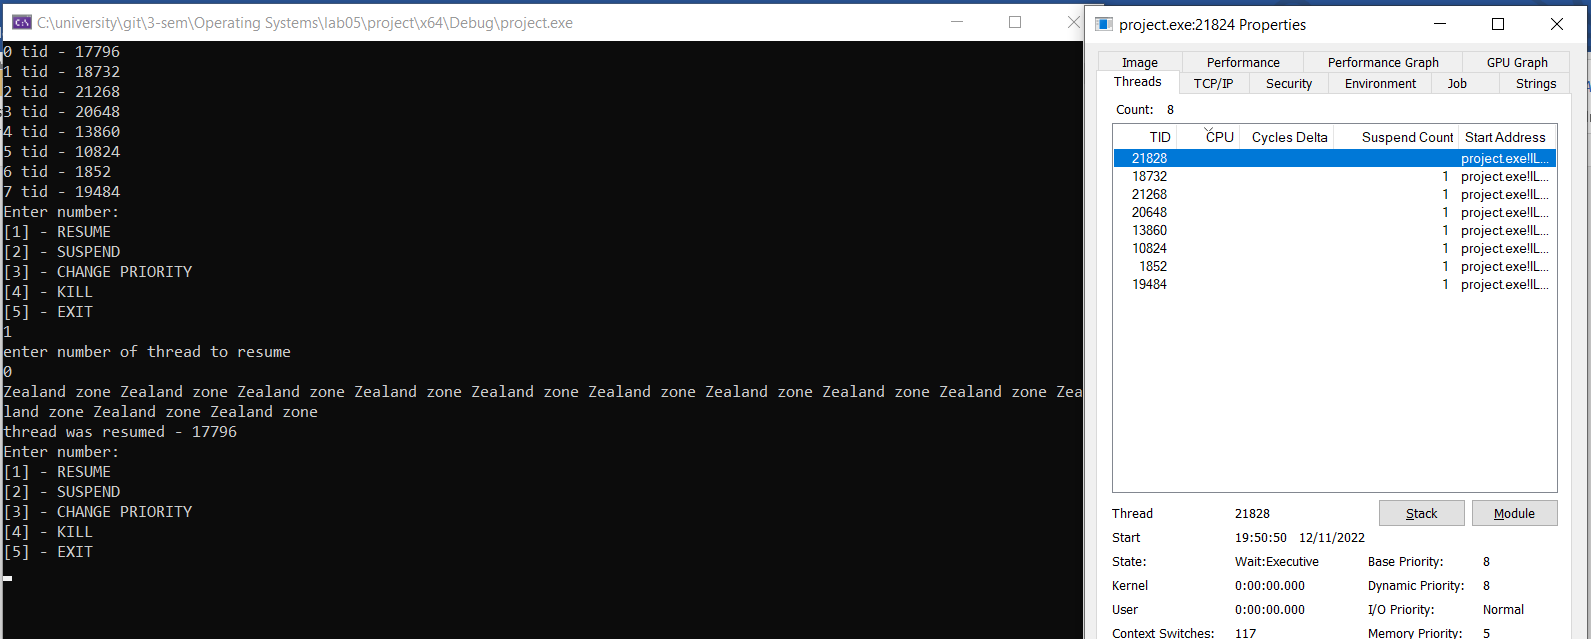 C:\university\git\3-sem\Operating Systems\lab05\project\x64\Debug\project.exe
0 tid - 17796
1 tid - 18732
2 tid - 21268
3 tid - 20648
4 tid - 13860
5 tid - 10824
6 tid - 1852
7 tid - 19484
Enter number:
[1] - RESUME
[2] - SUSPEND
[3] - CHANGE PRIORITY
[4] - KILL
[5] - EXIT
1
enter number of thread to resume
0
Zealand zone Zealand zone Zealand zone Zealand zone Zealand zone Zealand zone Zealand zone Zealand zone Zealand zone Zea
land zone Zealand zone Zealand zone
thread was resumed - 17796
Enter number:
[1] - RESUME
[2] - SUSPEND
[3] - CHANGE PRIORITY
[4] - KILL
[5] - EXIT
project.exe:21824 Properties
Image Performance Performance Graph GPU Graph
Threads TCP/IP Security Environment Job Strings
Count: 8
TID CPU Cycles Delta Suspend Count Start Address
21828 project.exe!IL...
18732 1 project.exe!IL...
21268 1 project.exe!IL...
20648 1 project.exe!IL...
13860 1 project.exe!IL...
10824 1 project.exe!IL...
1852 1 project.exe!IL...
19484 1 project.exe!IL...
Thread 21828 Stack Module
Start 19:50:50 12/11/2022
State: Wait:Executive Base Priority: 8
Kernel 0:00:00.000 Dynamic Priority: 8
User 0:00:00.000 I/O Priority: Normal
Context Switches: 117 Memory Priority: 5